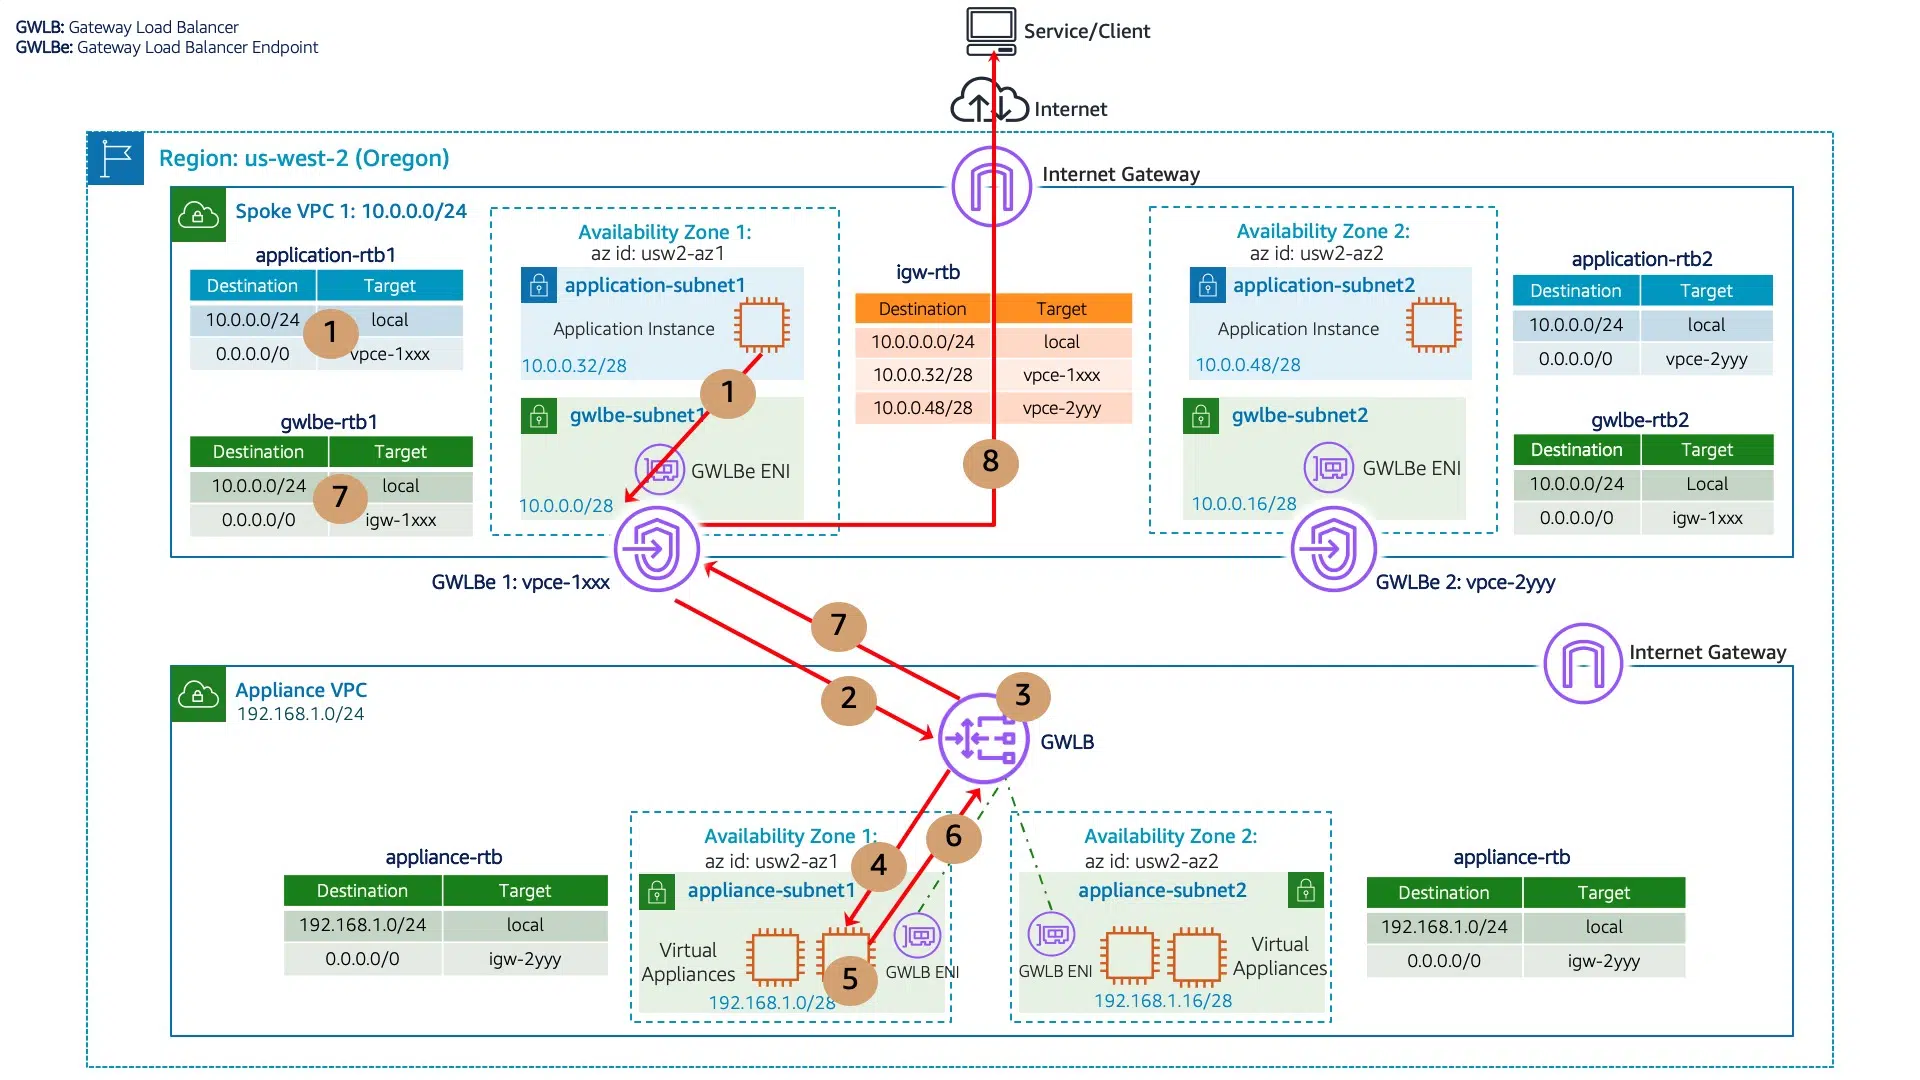 GWLB: Gateway Load Balancer
GWLBe: Gateway Load Balancer Endpoint
Service/Client
Internet
Region: us-west-2 (Oregon)
Internet Gateway
Spoke VPC 1: 10.0.0.0/24
application-rtb1
Destination Target
10.0.0.0/24 local
0.0.0.0/0 vpce-1xxx
1
gwlbe-rtb1
Destination Target
10.0.0.0/24 local
0.0.0.0/0 igw-1xxx
7
Availability Zone 1:
az id: usw2-az1
application-subnet1
Application Instance
10.0.0.32/28
1
gwlbe-subnet1
GWLBe ENI
10.0.0.0/28
GWLBe 1: vpce-1xxx
igw-rtb
Destination Target
10.0.0.0.0/24 local
10.0.0.32/28 vpce-1xxx
10.0.0.48/28 vpce-2yyy
8
Availability Zone 2:
az id: usw2-az2
application-subnet2
Application Instance
10.0.0.48/28
gwlbe-subnet2
GWLBe ENI
10.0.0.16/28
GWLBe 2: vpce-2yyy
application-rtb2
Destination Target
10.0.0.0/24 local
0.0.0.0/0 vpce-2yyy
gwlbe-rtb2
Destination Target
10.0.0.0/24 Local
0.0.0.0/0 igw-1xxx
7
2
3
GWLB
Internet Gateway
Appliance VPC
192.168.1.0/24
appliance-rtb
Destination Target
192.168.1.0/24 local
0.0.0.0/0 igw-2yyy
Availability Zone 1:
az id: usw2-az1
appliance-subnet1
4
6
Virtual
Appliances
5
GWLB ENI
192.168.1.0/28
Availability Zone 2:
az id: usw2-az2
appliance-subnet2
GWLB ENI
Virtual
Appliances
192.168.1.16/28
appliance-rtb
Destination Target
192.168.1.0/24 local
0.0.0.0/0 igw-2yyy